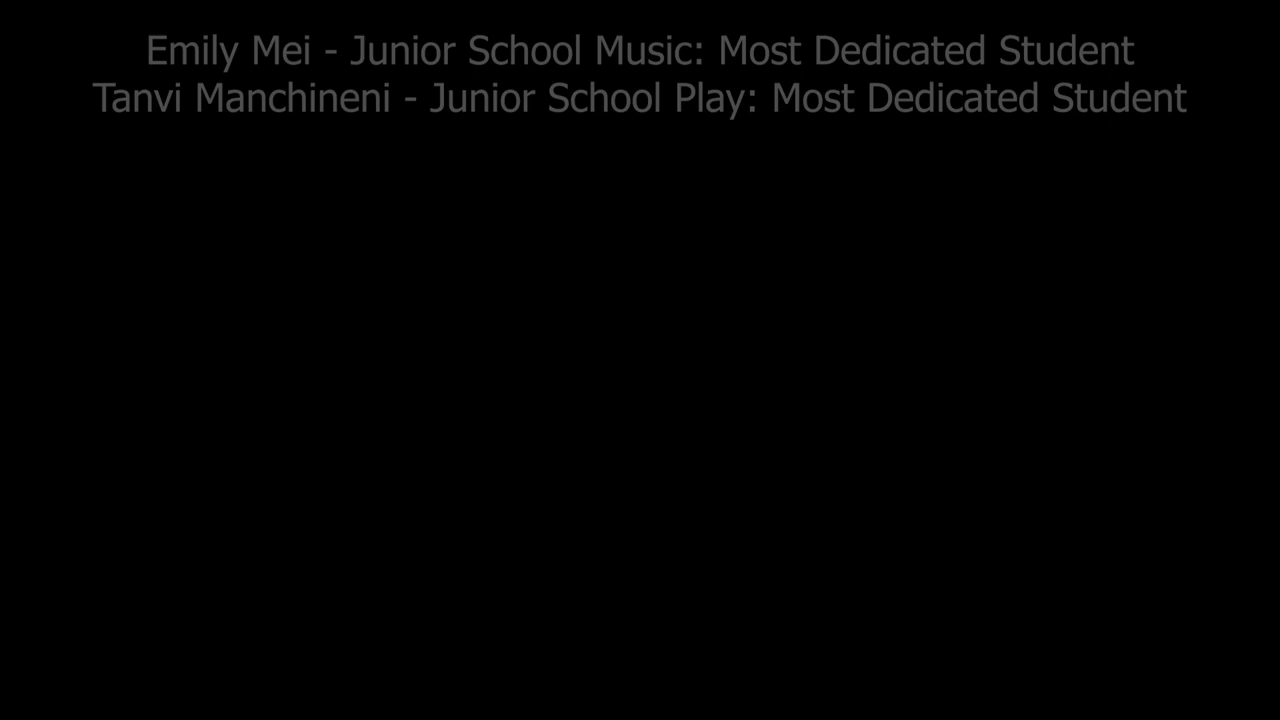 Emily Mei - Junior School Music: Most Dedicated Student
Tanvi Manchineni - Junior School Play: Most Dedicated Student